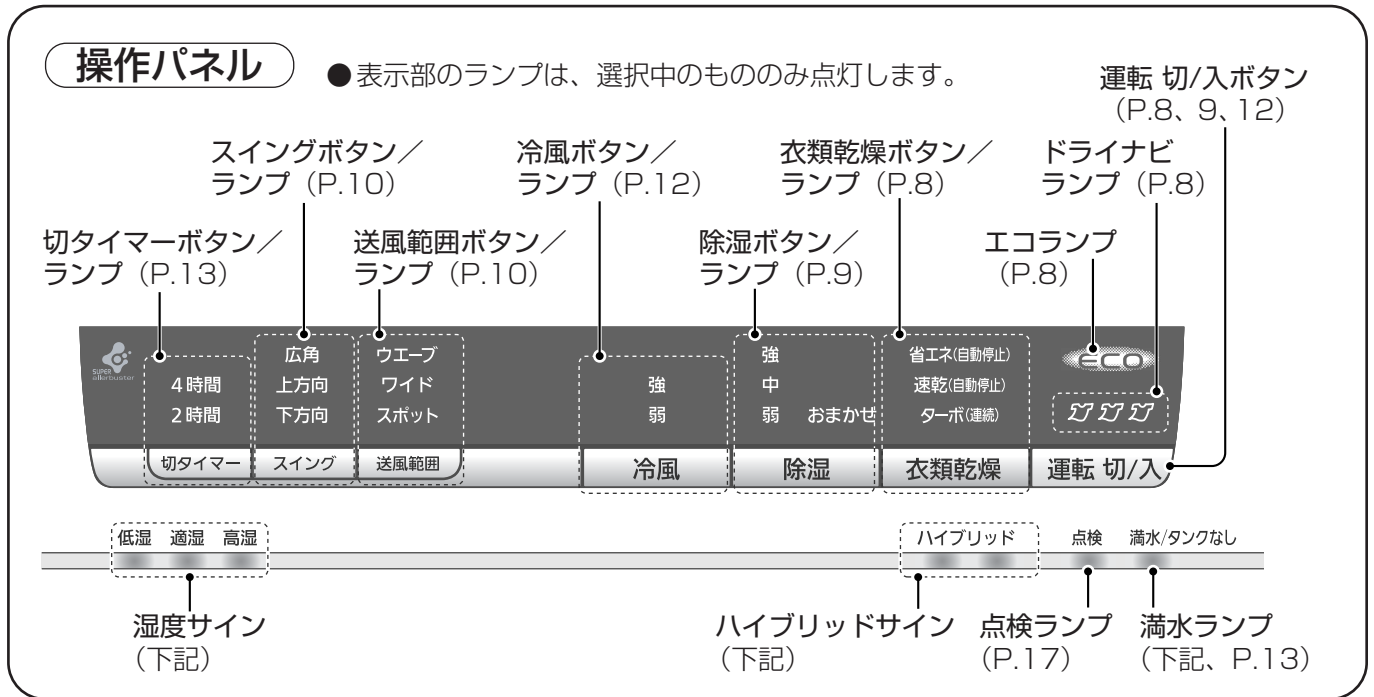 操作パネル
●表示部のランプは、選択中のもののみ点灯します。
運転 切/入ボタン
(P.8、9、12)
スイングボタン／
ランプ（P.10）
冷風ボタン／
ランプ（P.12）
衣類乾燥ボタン／
ランプ（P.8）
ドライナビ
ランプ（P.8）
切タイマーボタン／
ランプ（P.13）
送風範囲ボタン／
ランプ（P.10）
除湿ボタン／
ランプ（P.9）
エコランプ
（P.8）
SUPER
allerbuster
4時間
2時間
切タイマー
広角
上方向
下方向
スイング
ウエーブ
ワイド
スポット
送風範囲
強
弱
冷風
強
中
弱 おまかせ
除湿
省エネ(自動停止)
速乾(自動停止)
ターボ(連続)
衣類乾燥
eco
運転 切/入
低湿 適湿 高湿
ハイブリッド
点検
満水/タンクなし
湿度サイン
（下記）
ハイブリッドサイン
（下記）
点検ランプ
（P.17）
満水ランプ
（下記、P.13）